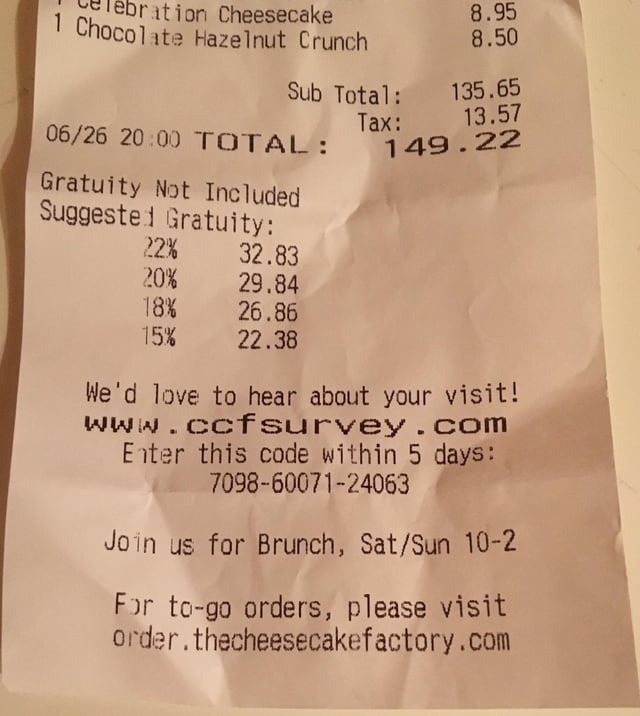 1 Celebration Cheesecake 8.95
1 Chocolate Hazelnut Crunch 8.50
Sub Total: 135.65
Tax: 13.57
06/26 20:00 TOTAL: 149.22
Gratuity Not Included
Suggested Gratuity:
22% 32.83
20% 29.84
18% 26.86
15% 22.38
We'd love to hear about your visit!
www.ccfsurvey.com
Enter this code within 5 days:
7098-60071-24063
Join us for Brunch, Sat/Sun 10-2
For to-go orders, please visit
order.thecheesecakefactory.com